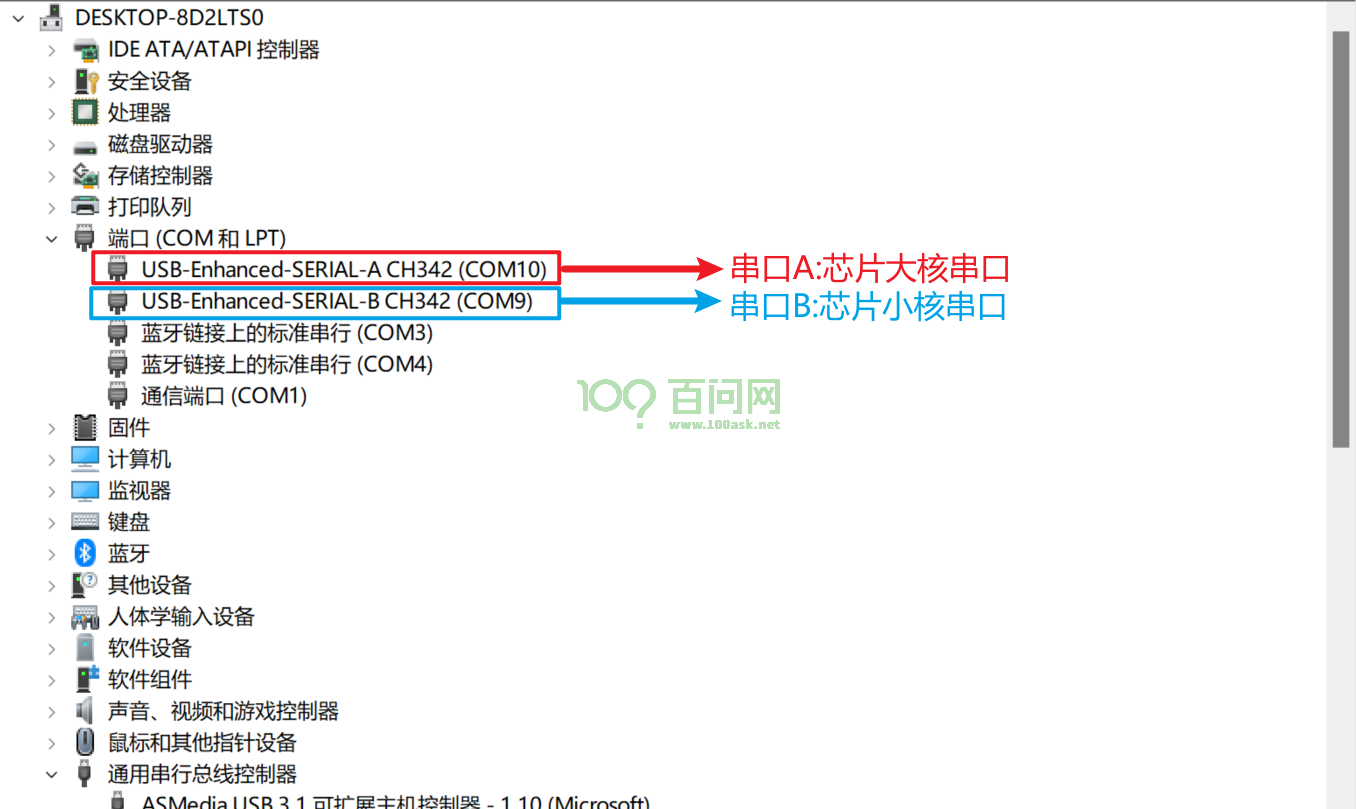 DESKTOP-8D2LTS0
IDE ATA/ATAPI 控制器
安全设备
处理器
磁盘驱动器
存储控制器
打印队列
端口 (COM 和 LPT)
USB-Enhanced-SERIAL-A CH342 (COM10)
串口A:芯片大核串口
USB-Enhanced-SERIAL-B CH342 (COM9)
串口B:芯片小核串口
蓝牙链接上的标准串行 (COM3)
蓝牙链接上的标准串行 (COM4)
通信端口 (COM1)
百问网
www.100ask.net
固件
计算机
监视器
键盘
蓝牙
其他设备
人体学输入设备
软件设备
软件组件
声音、视频和游戏控制器
鼠标和其他指针设备
通用串行总线控制器
ASMedia USB 3.1 可扩展主机控制器 - 1.10 (Microsoft)